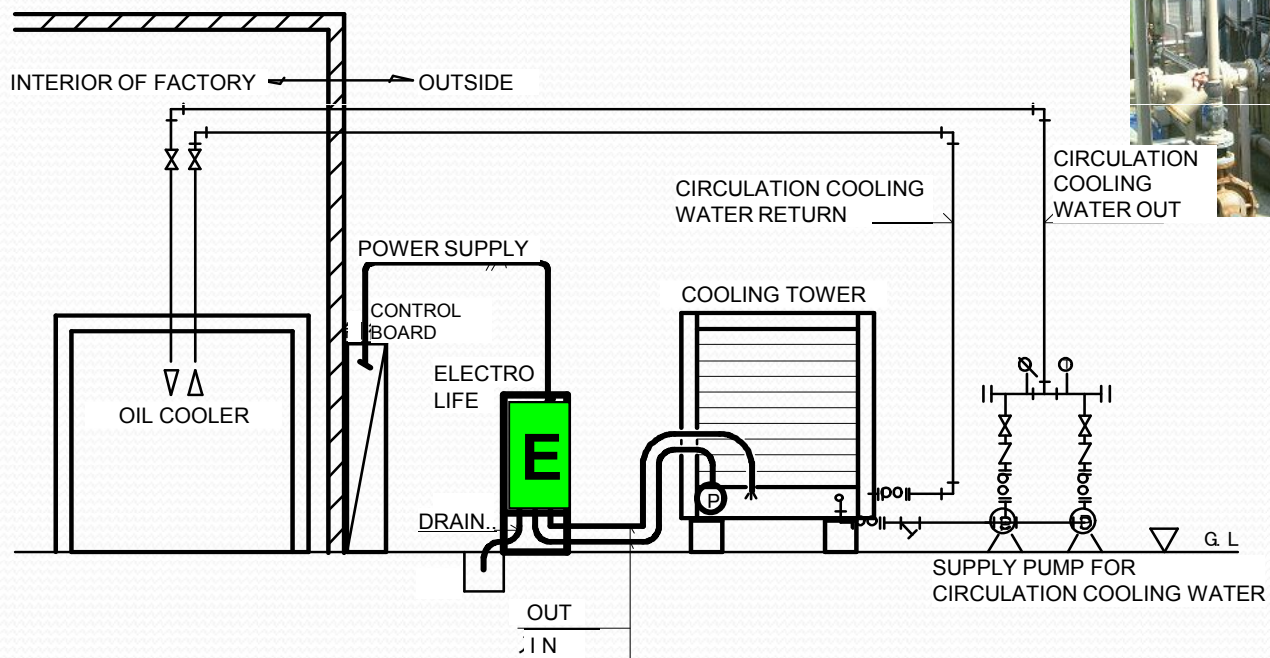 INTERIOR OF FACTORY
OUTSIDE
CIRCULATION
COOLING
WATER OUT
CIRCULATION COOLING
WATER RETURN
POWER SUPPLY
COOLING TOWER
CONTROL
BOARD
ELECTRO
LIFE
OIL COOLER
E
P
DRAIN..
G. L
SUPPLY PUMP FOR
CIRCULATION COOLING WATER
OUT
I N